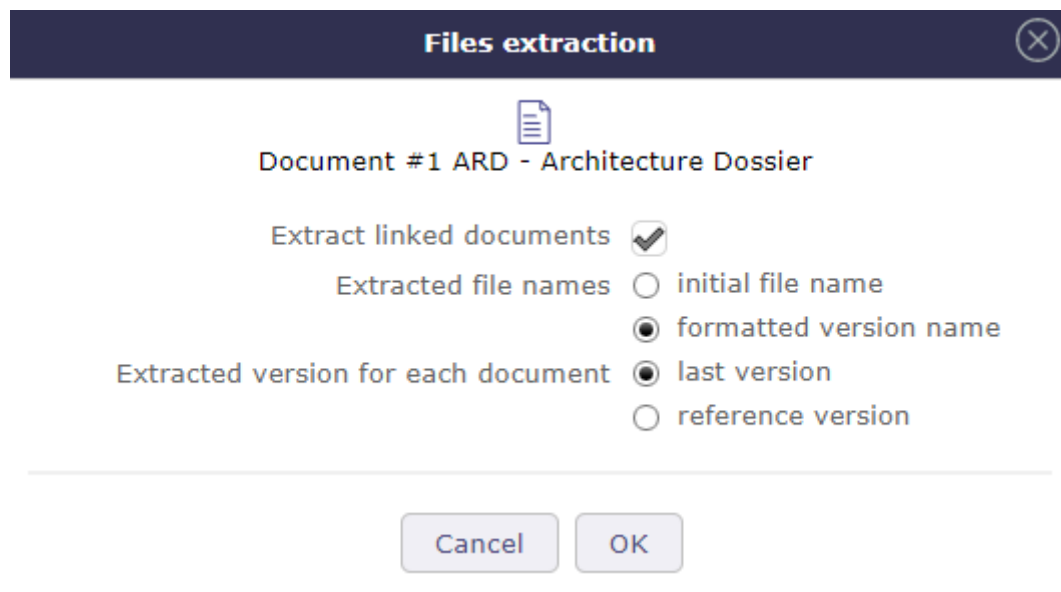 Files extraction
Document #1 ARD - Architecture Dossier
Extract linked documents
Extracted file names initial file name
formatted version name
Extracted version for each document last version
reference version
Cancel OK